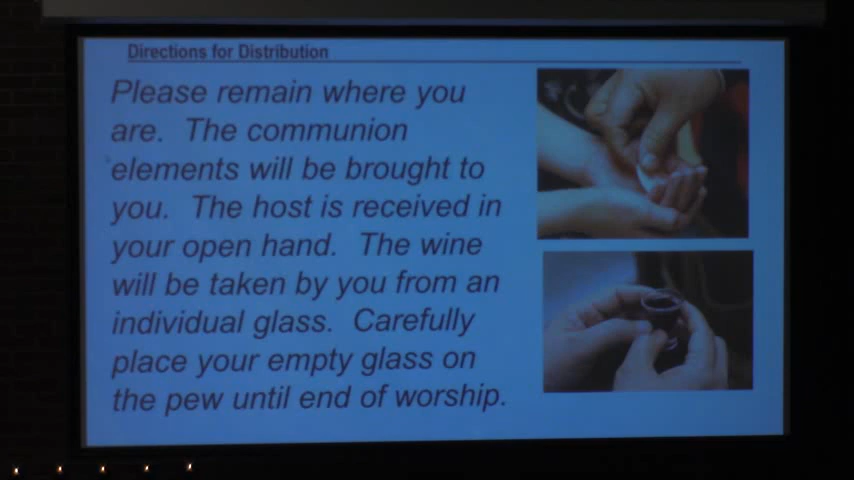 Directions for Distribution
Please remain where you
are. The communion
elements will be brought to
you. The host is received in
your open hand. The wine
will be taken by you from an
individual glass. Carefully
place your empty glass on
the pew until end of worship.